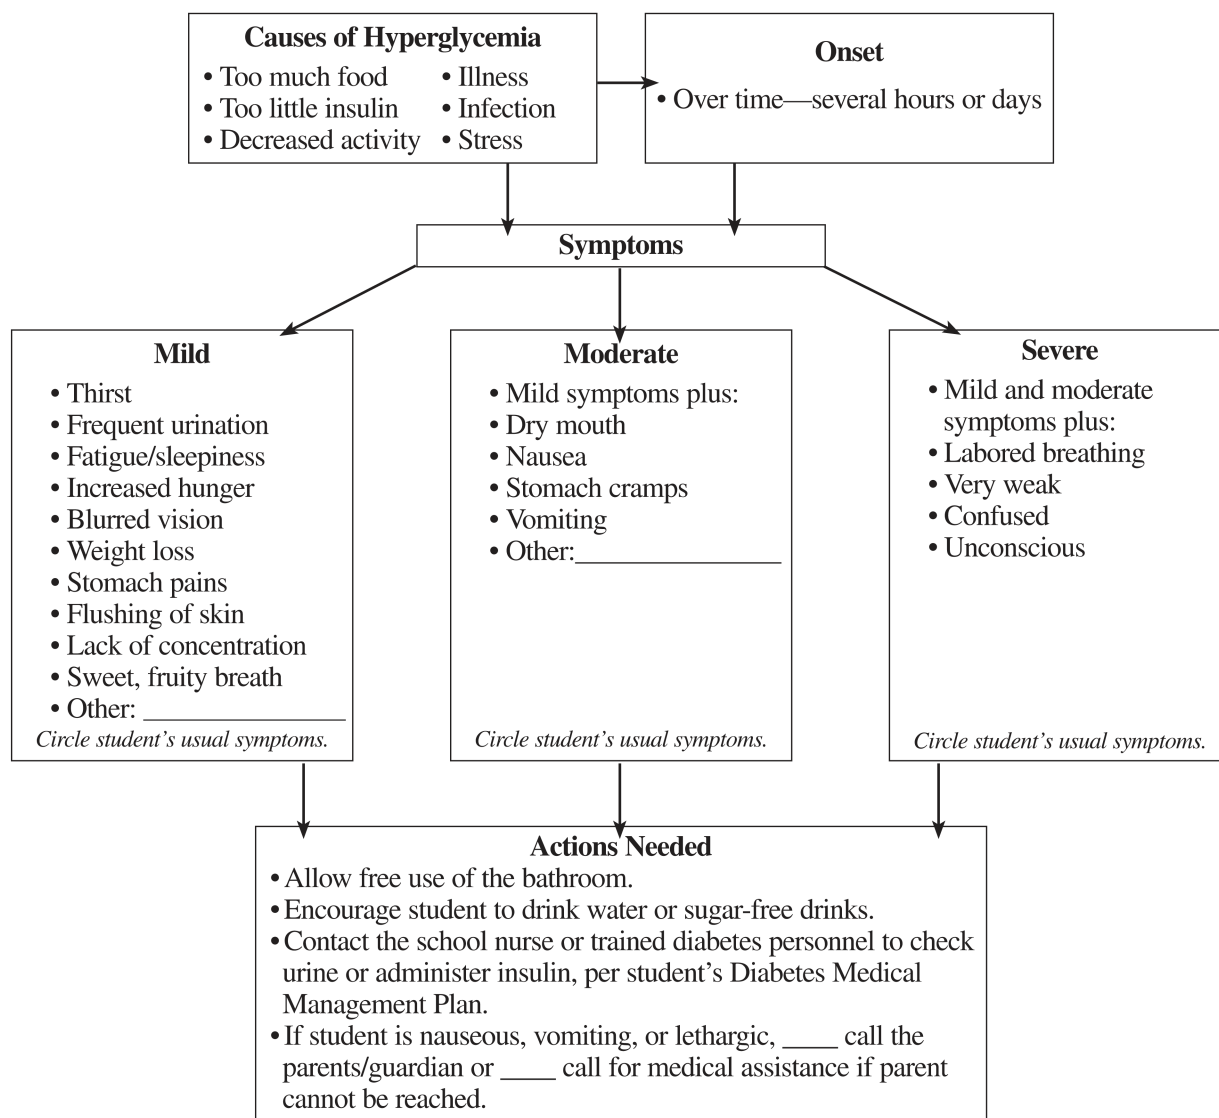 Causes of Hyperglycemia
• Too much food
• Too little insulin
• Decreased activity
• Illness
• Infection
• Stress
Onset
• Over time—several hours or days
Symptoms
Mild
• Thirst
• Frequent urination
• Fatigue/sleepiness
• Increased hunger
• Blurred vision
• Weight loss
• Stomach pains
• Flushing of skin
• Lack of concentration
• Sweet, fruity breath
• Other: _______________
Circle student’s usual symptoms.
Moderate
• Mild symptoms plus:
• Dry mouth
• Nausea
• Stomach cramps
• Vomiting
• Other:_______________
Circle student’s usual symptoms.
Severe
• Mild and moderate
symptoms plus:
• Labored breathing
• Very weak
• Confused
• Unconscious
Circle student’s usual symptoms.
Actions Needed
• Allow free use of the bathroom.
• Encourage student to drink water or sugar-free drinks.
• Contact the school nurse or trained diabetes personnel to check
urine or administer insulin, per student’s Diabetes Medical
Management Plan.
• If student is nauseous, vomiting, or lethargic, ____ call the
parents/guardian or ____ call for medical assistance if parent
cannot be reached.